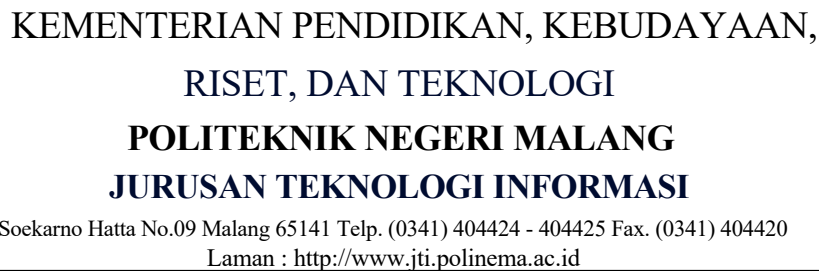 KEMENTERIAN PENDIDIKAN, KEBUDAYAAN,
RISET, DAN TEKNOLOGI
POLITEKNIK NEGERI MALANG
JURUSAN TEKNOLOGI INFORMASI
Soekarno Hatta No.09 Malang 65141 Telp. (0341) 404424 - 404425 Fax. (0341) 404420
Laman : http://www.jti.polinema.ac.id